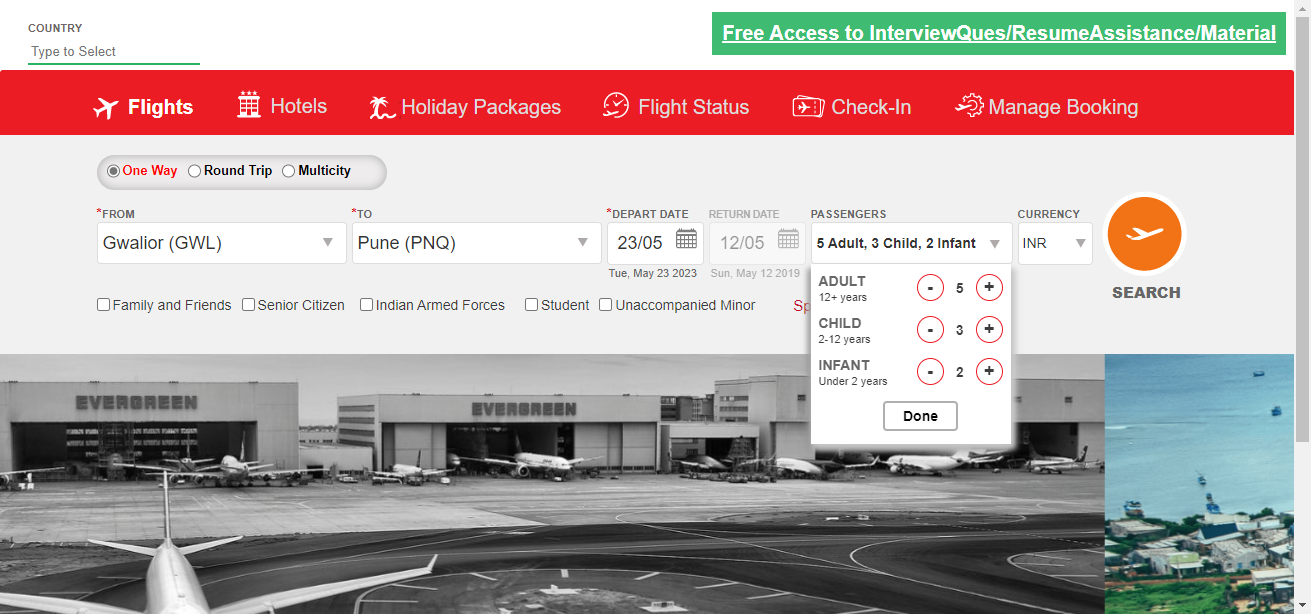 COUNTRY
Type to Select
Free Access to InterviewQues/ResumeAssistance/Material
Flights
Hotels
Holiday Packages
Flight Status
Check-In
Manage Booking
One Way
Round Trip
Multicity
*FROM
*TO
*DEPART DATE
RETURN DATE
PASSENGERS
CURRENCY
Gwalior (GWL)
Pune (PNQ)
23/05
12/05
5 Adult, 3 Child, 2 Infant
INR
Tue, May 23 2023
Sun, May 12 2019
SEARCH
Family and Friends
Senior Citizen
Indian Armed Forces
Student
Unaccompanied Minor
ADULT
12+ years
- 5 +
CHILD
2-12 years
- 3 +
INFANT
Under 2 years
- 2 +
Done
EVERGREEN
EVERGREEN